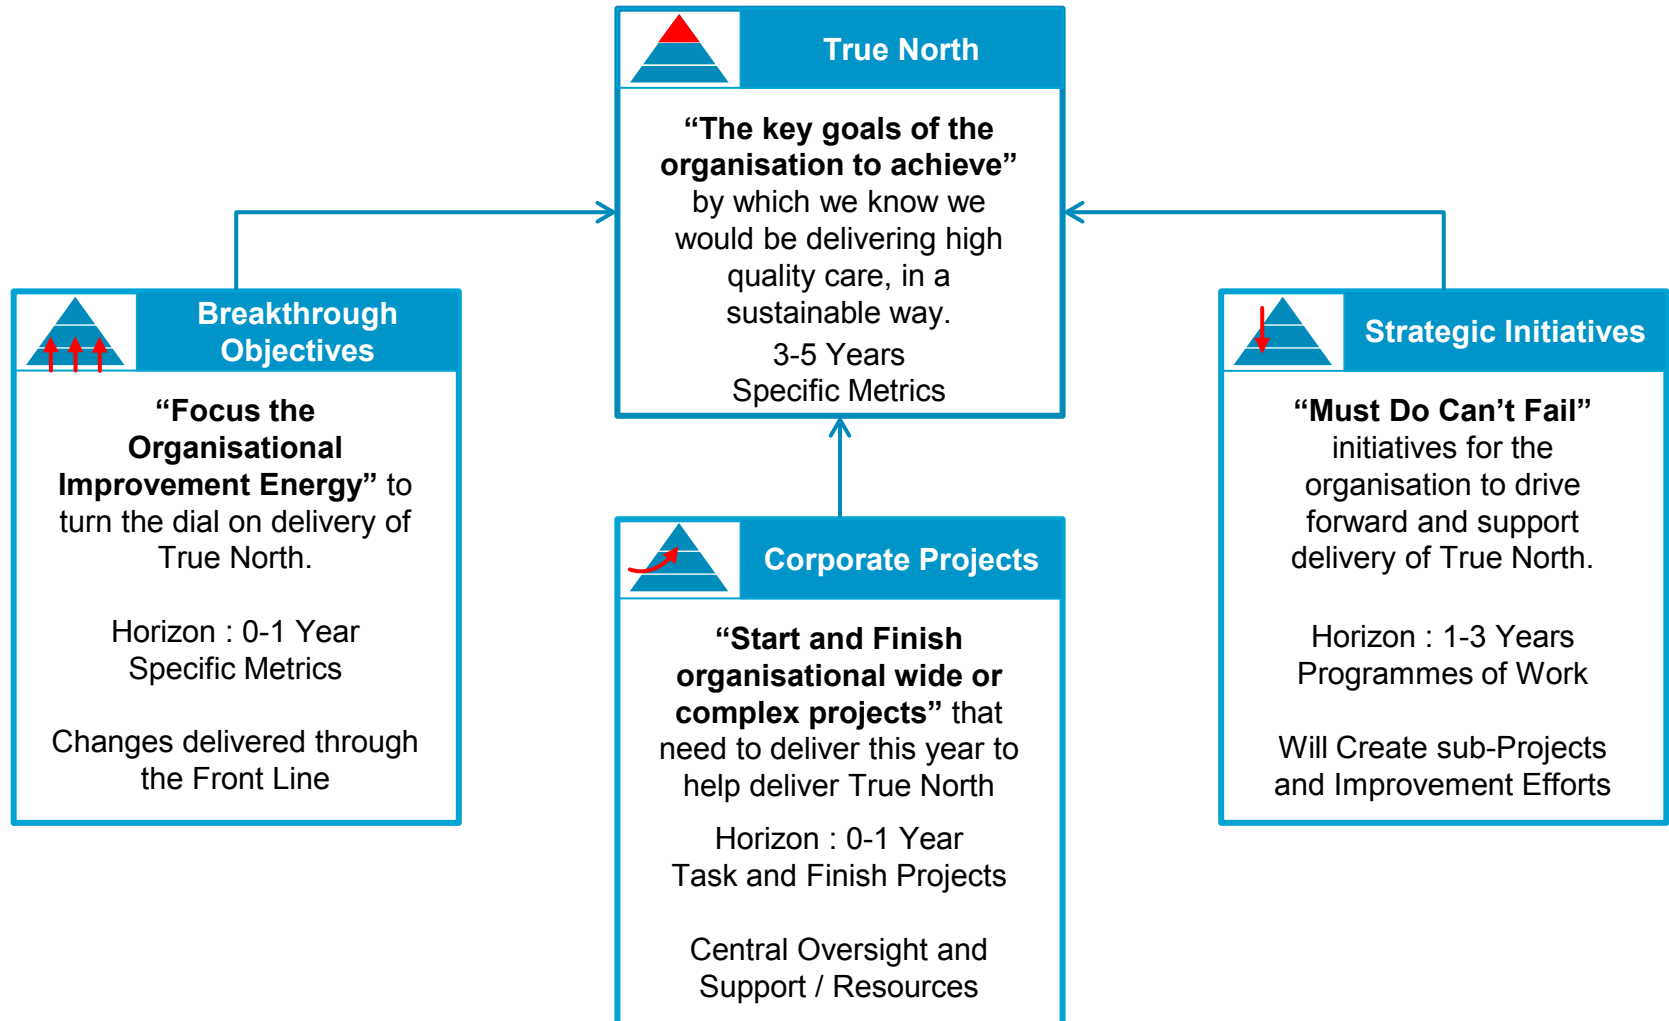 True North
“The key goals of the
organisation to achieve”
by which we know we
would be delivering high
quality care, in a
sustainable way.
3-5 Years
Specific Metrics
Breakthrough
Objectives
“Focus the
Organisational
Improvement Energy” to
turn the dial on delivery of
True North.
Horizon : 0-1 Year
Specific Metrics
Changes delivered through
the Front Line
Corporate Projects
“Start and Finish
organisational wide or
complex projects” that
need to deliver this year to
help deliver True North
Horizon : 0-1 Year
Task and Finish Projects
Central Oversight and
Support / Resources
Strategic Initiatives
“Must Do Can’t Fail”
initiatives for the
organisation to drive
forward and support
delivery of True North.
Horizon : 1-3 Years
Programmes of Work
Will Create sub-Projects
and Improvement Efforts